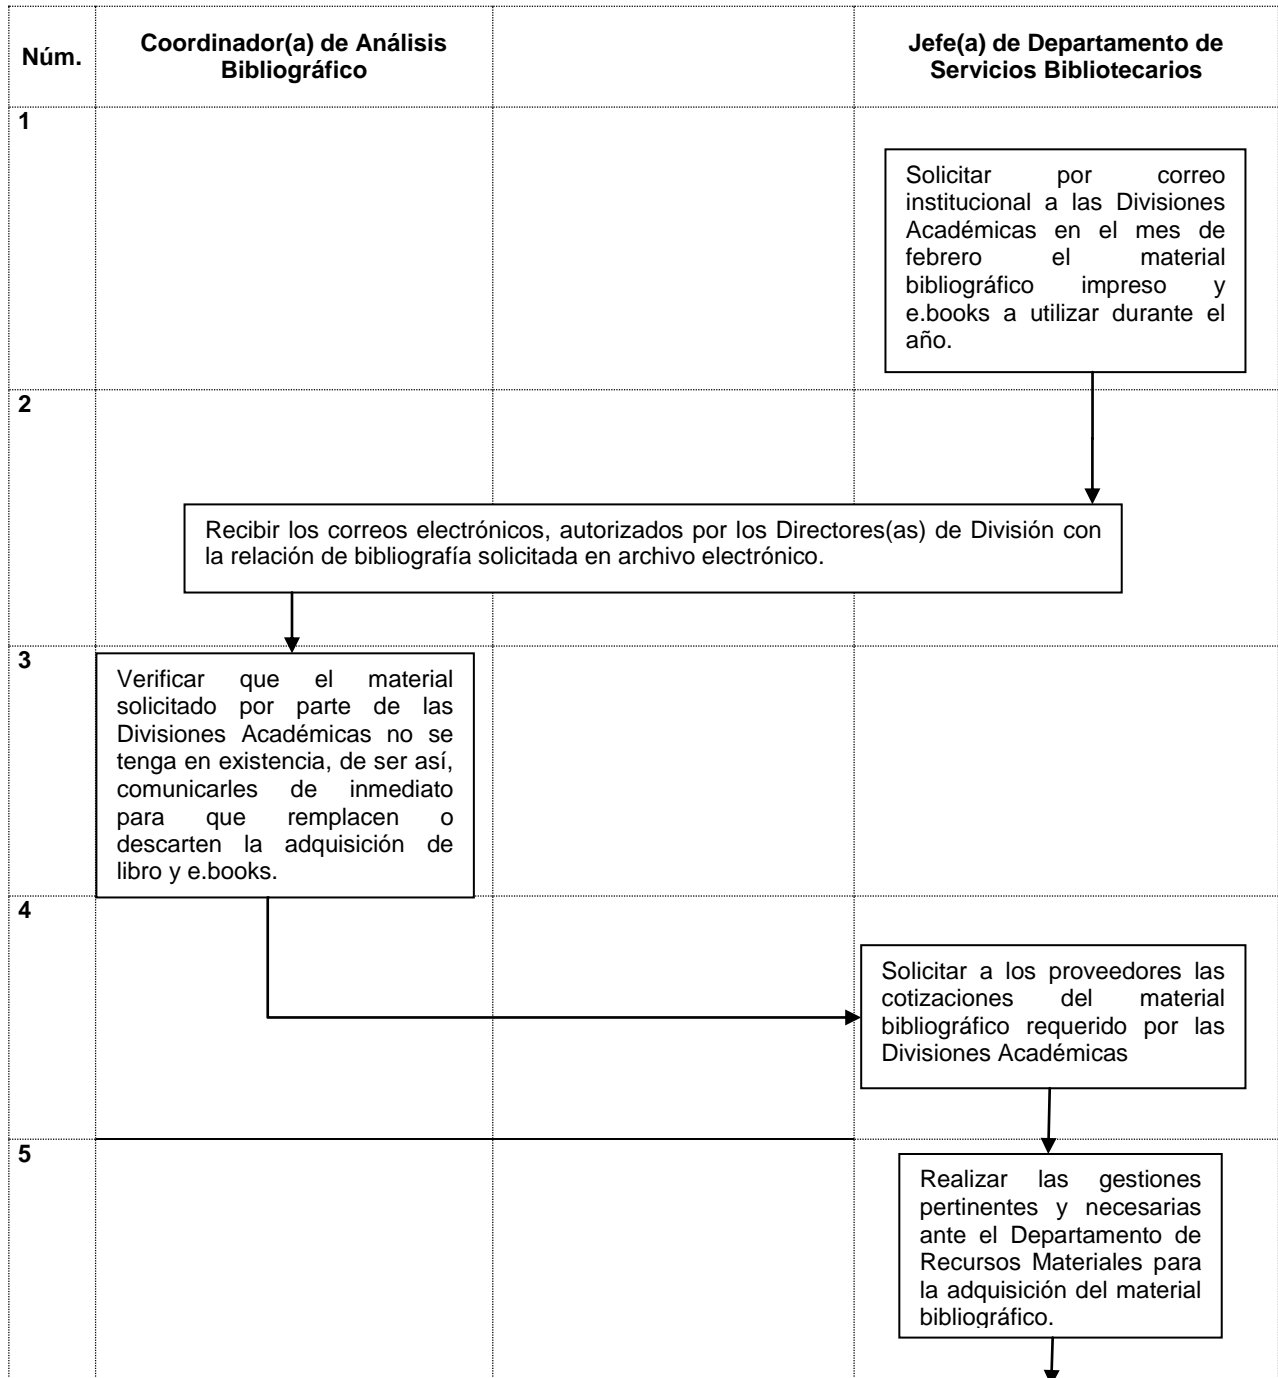 Núm.
Coordinador(a) de Análisis
Bibliográfico
Jefe(a) de Departamento de
Servicios Bibliotecarios
1
Solicitar por correo
institucional a las Divisiones
Académicas en el mes de
febrero el material
bibliográfico impreso y
e.books a utilizar durante el
año.
2
Recibir los correos electrónicos, autorizados por los Directores(as) de División con
la relación de bibliografía solicitada en archivo electrónico.
3
Verificar que el material
solicitado por parte de las
Divisiones Académicas no se
tenga en existencia, de ser así,
comunicarles de inmediato
para que remplacen o
descarten la adquisición de
libro y e.books.
4
Solicitar a los proveedores las
cotizaciones del material
bibliográfico requerido por las
Divisiones Académicas
5
Realizar las gestiones
pertinentes y necesarias
ante el Departamento de
Recursos Materiales para
la adquisición del material
bibliográfico.